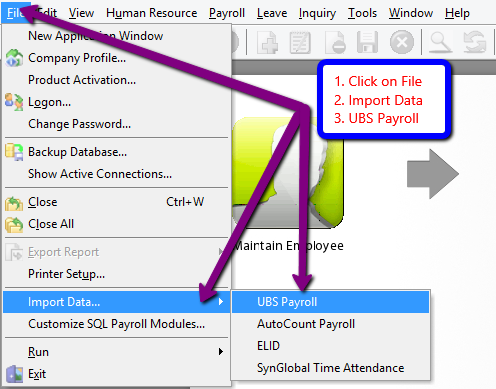 File Edit View Human Resource Payroll Leave Inquiry Tools Window Help
New Application Window
Company Profile...
Product Activation...
Logon...
Change Password...
Backup Database...
Show Active Connections...
Close Ctrl+W
Close All
Export Report
Printer Setup...
Import Data...
Customize SQL Payroll Modules...
Run
Exit
1. Click on File
2. Import Data
3. UBS Payroll
Maintain Employee
UBS Payroll
AutoCount Payroll
ELID
SynGlobal Time Attendance